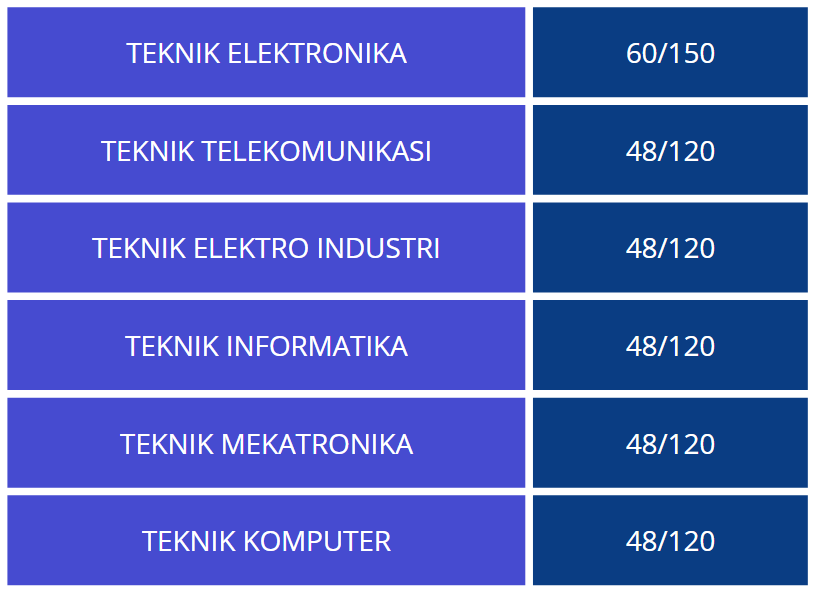 TEKNIK ELEKTRONIKA 60/150
TEKNIK TELEKOMUNIKASI 48/120
TEKNIK ELEKTRO INDUSTRI 48/120
TEKNIK INFORMATIKA 48/120
TEKNIK MEKATRONIKA 48/120
TEKNIK KOMPUTER 48/120